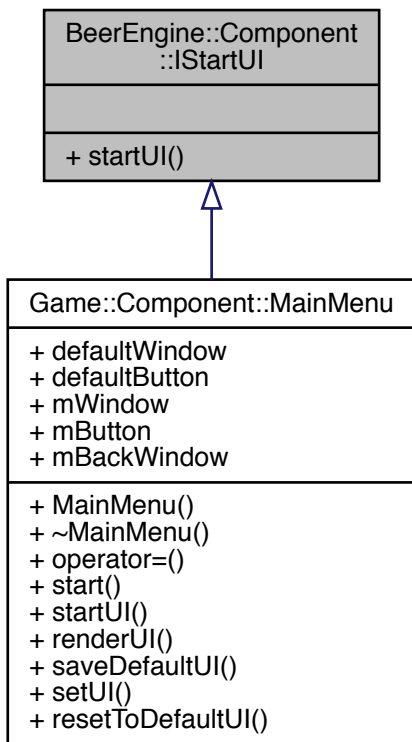 BeerEngine::Component
::IStartUI
+ startUI()
Game::Component::MainMenu
+ defaultWindow
+ defaultButton
+ mWindow
+ mButton
+ mBackWindow
+ MainMenu()
+ ~MainMenu()
+ operator=()
+ start()
+ startUI()
+ renderUI()
+ saveDefaultUI()
+ setUI()
+ resetToDefaultUI()